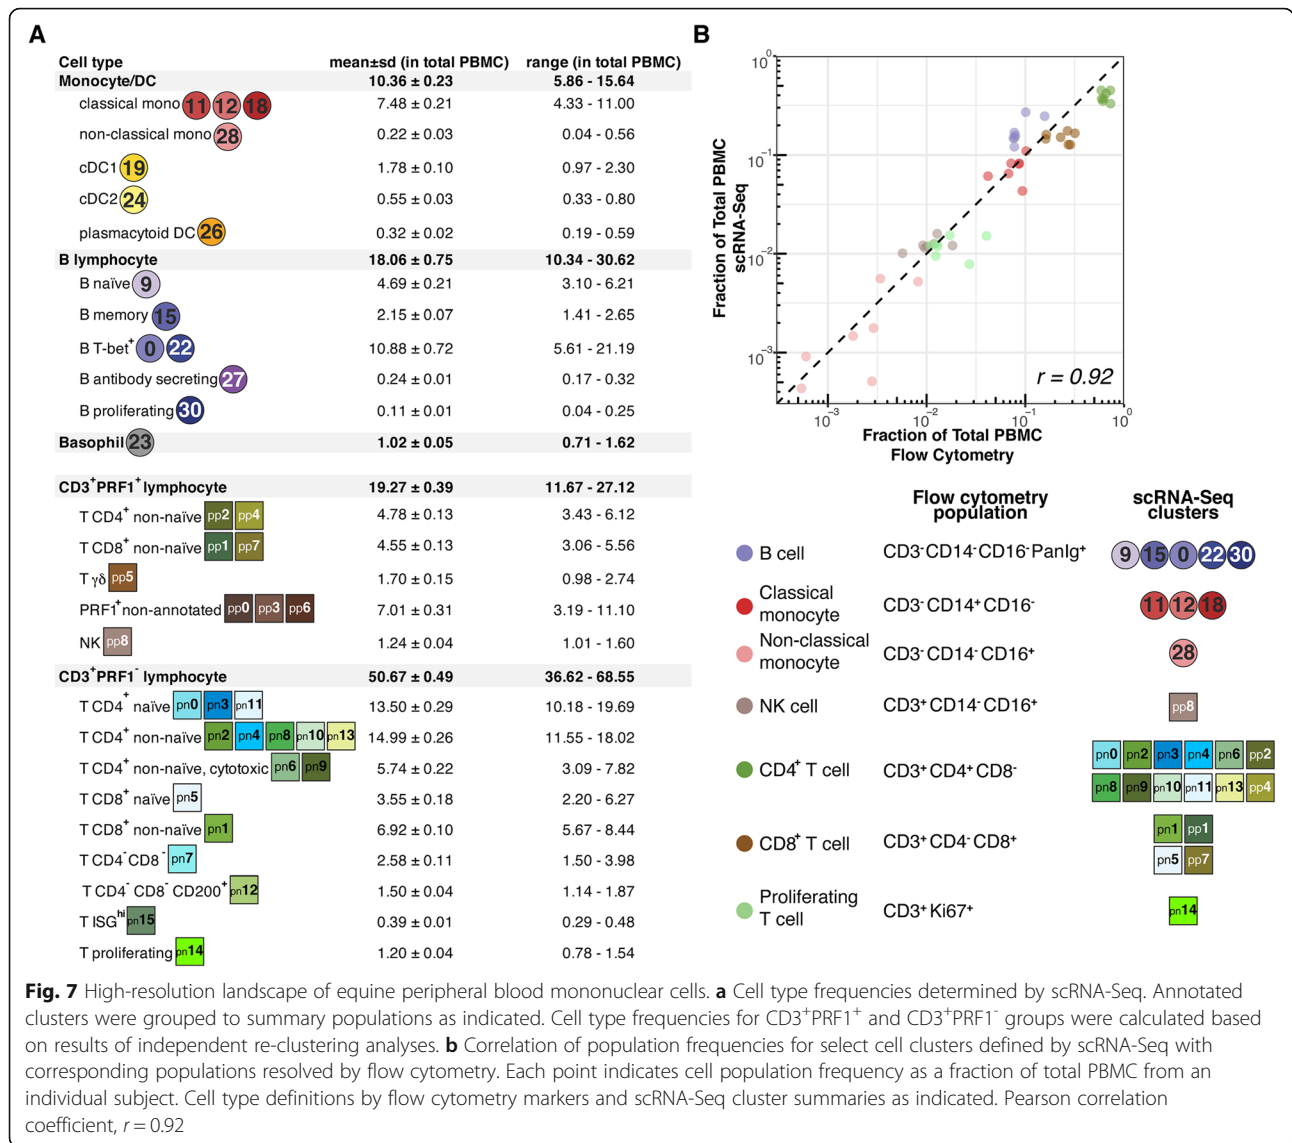 A
Cell type mean±sd (in total PBMC) range (in total PBMC)
Monocyte/DC 10.36 ± 0.23 5.86 - 15.64
classical mono 11 12 18 7.48 ± 0.21 4.33 - 11.00
non-classical mono 28 0.22 ± 0.03 0.04 - 0.56
cDC1 19 1.78 ± 0.10 0.97 - 2.30
cDC2 24 0.55 ± 0.03 0.33 - 0.80
plasmacytoid DC 26 0.32 ± 0.02 0.19 - 0.59
B lymphocyte 18.06 ± 0.75 10.34 - 30.62
B naïve 9 4.69 ± 0.21 3.10 - 6.21
B memory 15 2.15 ± 0.07 1.41 - 2.65
B T-bet⁺ 0 22 10.88 ± 0.72 5.61 - 21.19
B antibody secreting 27 0.24 ± 0.01 0.17 - 0.32
B proliferating 30 0.11 ± 0.01 0.04 - 0.25
Basophil 23 1.02 ± 0.05 0.71 - 1.62
CD3⁺PRF1⁺ lymphocyte 19.27 ± 0.39 11.67 - 27.12
T CD4⁺ non-naïve pp2 pp4 4.78 ± 0.13 3.43 - 6.12
T CD8⁺ non-naïve pp1 pp7 4.55 ± 0.13 3.06 - 5.56
T γδ pp5 1.70 ± 0.15 0.98 - 2.74
PRF1⁺ non-annotated pp0 pp3 pp6 7.01 ± 0.31 3.19 - 11.10
NK pp8 1.24 ± 0.04 1.01 - 1.60
CD3⁺PRF1⁻ lymphocyte 50.67 ± 0.49 36.62 - 68.55
T CD4⁺ naïve pn0 pn3 pn11 13.50 ± 0.29 10.18 - 19.69
T CD4⁺ non-naïve pn2 pn4 pn8 pn10 pn13 14.99 ± 0.26 11.55 - 18.02
T CD4⁺ non-naïve, cytotoxic pn6 pn9 5.74 ± 0.22 3.09 - 7.82
T CD8⁺ naïve pn5 3.55 ± 0.18 2.20 - 6.27
T CD8⁺ non-naïve pn1 6.92 ± 0.10 5.67 - 8.44
T CD4⁻CD8⁻ pn7 2.58 ± 0.11 1.50 - 3.98
T CD4⁻ CD8⁻ CD200⁺ pn12 1.50 ± 0.04 1.14 - 1.87
T ISGʰⁱ pn15 0.39 ± 0.01 0.29 - 0.48
T proliferating pn14 1.20 ± 0.04 0.78 - 1.54
B
Fraction of Total PBMC
scRNA-Seq
10⁰
10⁻¹
10⁻²
10⁻³
r = 0.92
10⁻³ 10⁻² 10⁻¹ 10⁰
Fraction of Total PBMC
Flow Cytometry
Flow cytometry population
scRNA-Seq clusters
B cell CD3⁻CD14⁻CD16⁻PanIg⁺ 9 15 0 22 30
Classical monocyte CD3⁻CD14⁺CD16⁻ 11 12 18
Non-classical monocyte CD3⁻CD14⁻CD16⁺ 28
NK cell CD3⁺CD14⁻CD16⁺ pp8
CD4⁺ T cell CD3⁺CD4⁺CD8⁻ pn0 pn2 pn3 pn4 pn6 pp2
pn8 pn9 pn10 pn11 pn13 pp4
CD8⁺ T cell CD3⁺CD4⁻CD8⁺ pn1 pp1
pn5 pp7
Proliferating T cell CD3⁺Ki67⁺ pn14
Fig. 7 High-resolution landscape of equine peripheral blood mononuclear cells. a Cell type frequencies determined by scRNA-Seq. Annotated
clusters were grouped to summary populations as indicated. Cell type frequencies for CD3⁺PRF1⁺ and CD3⁺PRF1⁻ groups were calculated based
on results of independent re-clustering analyses. b Correlation of population frequencies for select cell clusters defined by scRNA-Seq with
corresponding populations resolved by flow cytometry. Each point indicates cell population frequency as a fraction of total PBMC from an
individual subject. Cell type definitions by flow cytometry markers and scRNA-Seq cluster summaries as indicated. Pearson correlation
coefficient, r = 0.92